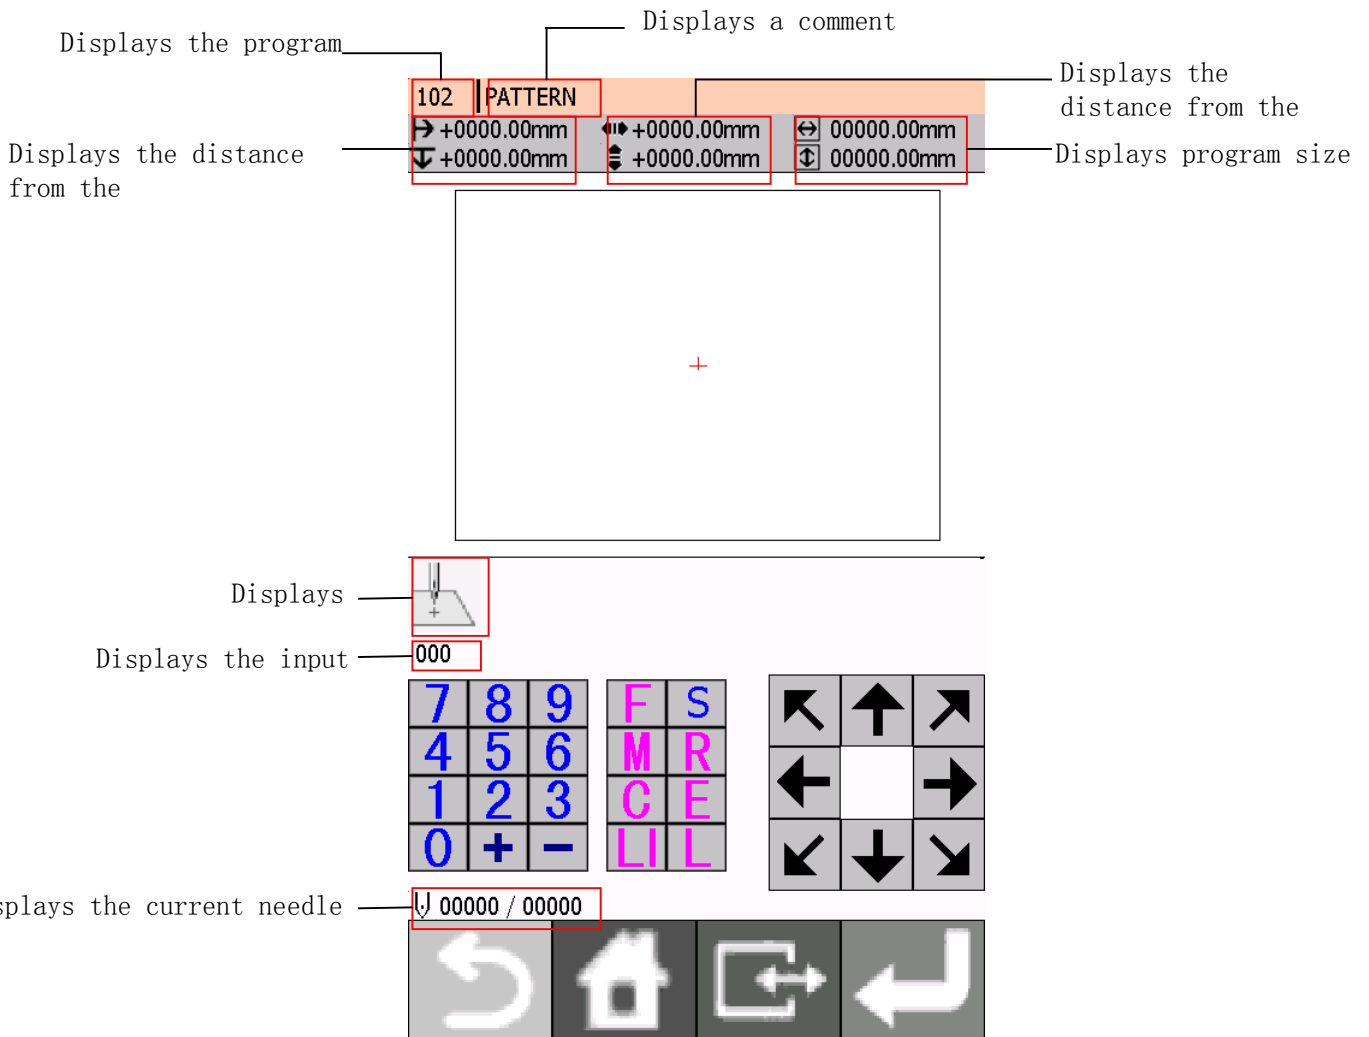 Displays a comment
Displays the program
Displays the
distance from the
102 PATTERN
+0000.00mm +0000.00mm 00000.00mm
+0000.00mm +0000.00mm 00000.00mm
Displays the distance
from the
Displays program size
Displays
Displays the input
000
7 8 9 F S
4 5 6 M R
1 2 3 C E
0 + - LI L
splays the current needle
00000 / 00000